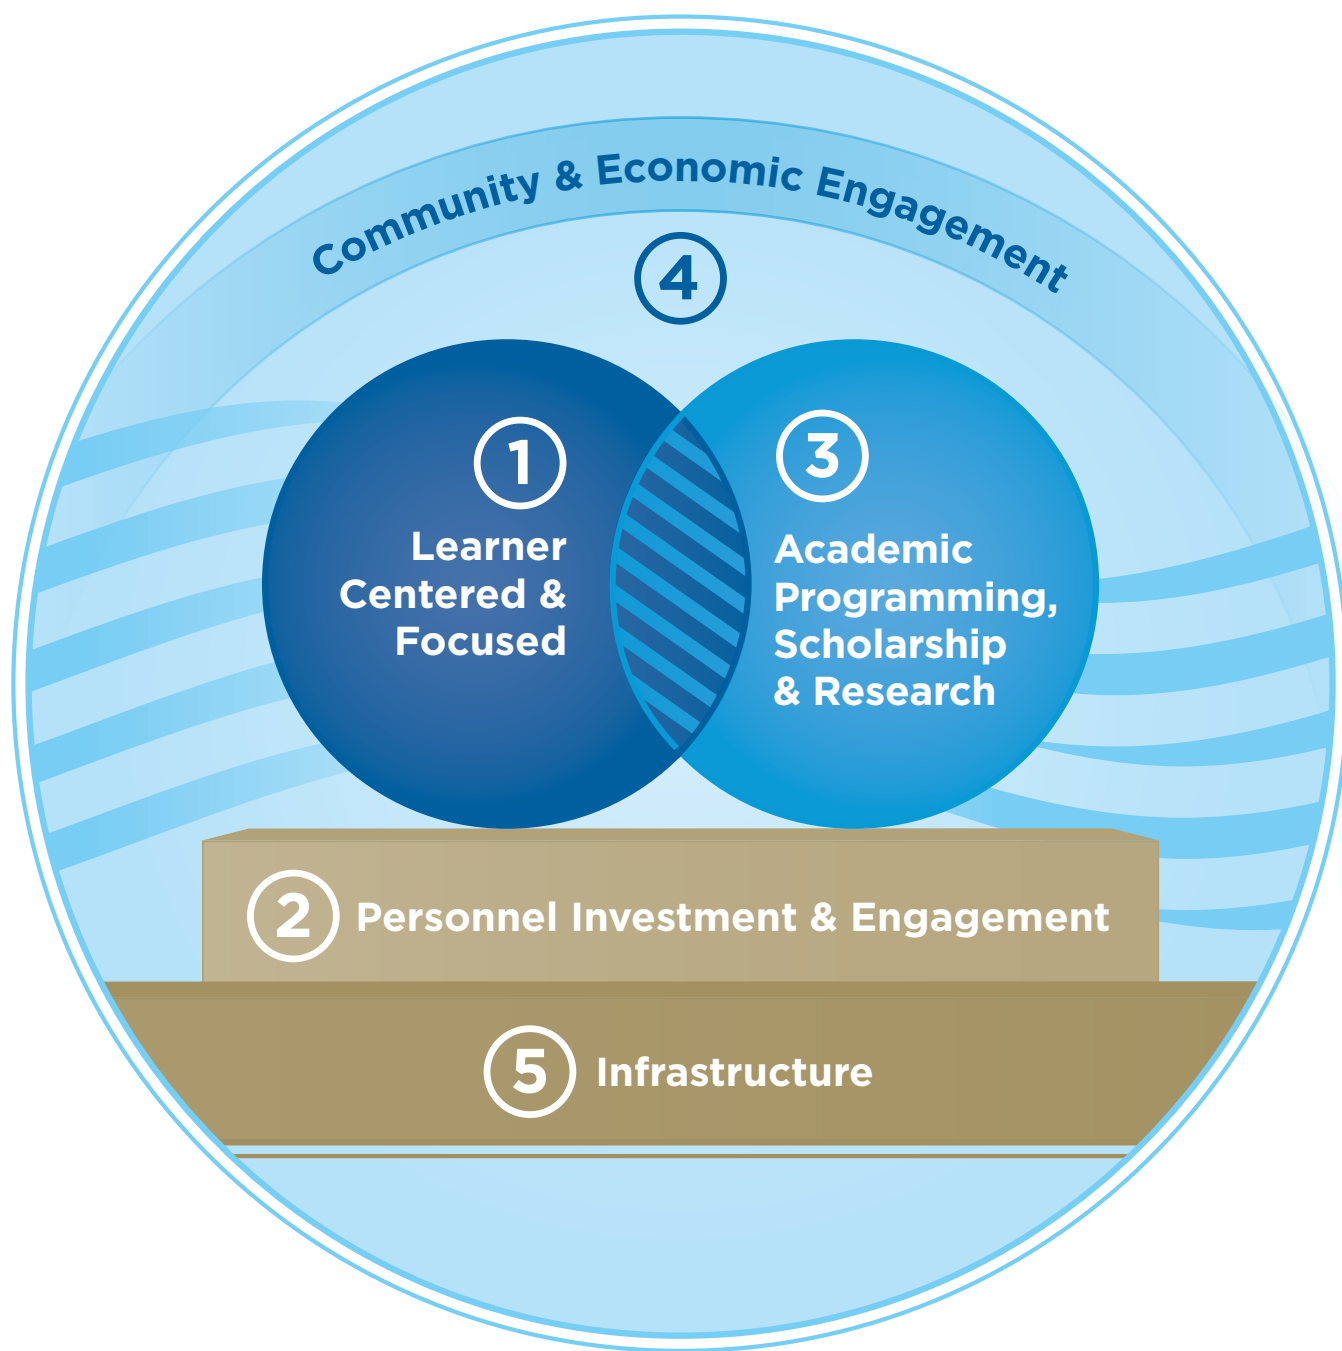 Community & Economic Engagement
4
1
Learner
Centered &
Focused
3
Academic
Programming,
Scholarship
& Research
2 Personnel Investment & Engagement
5 Infrastructure